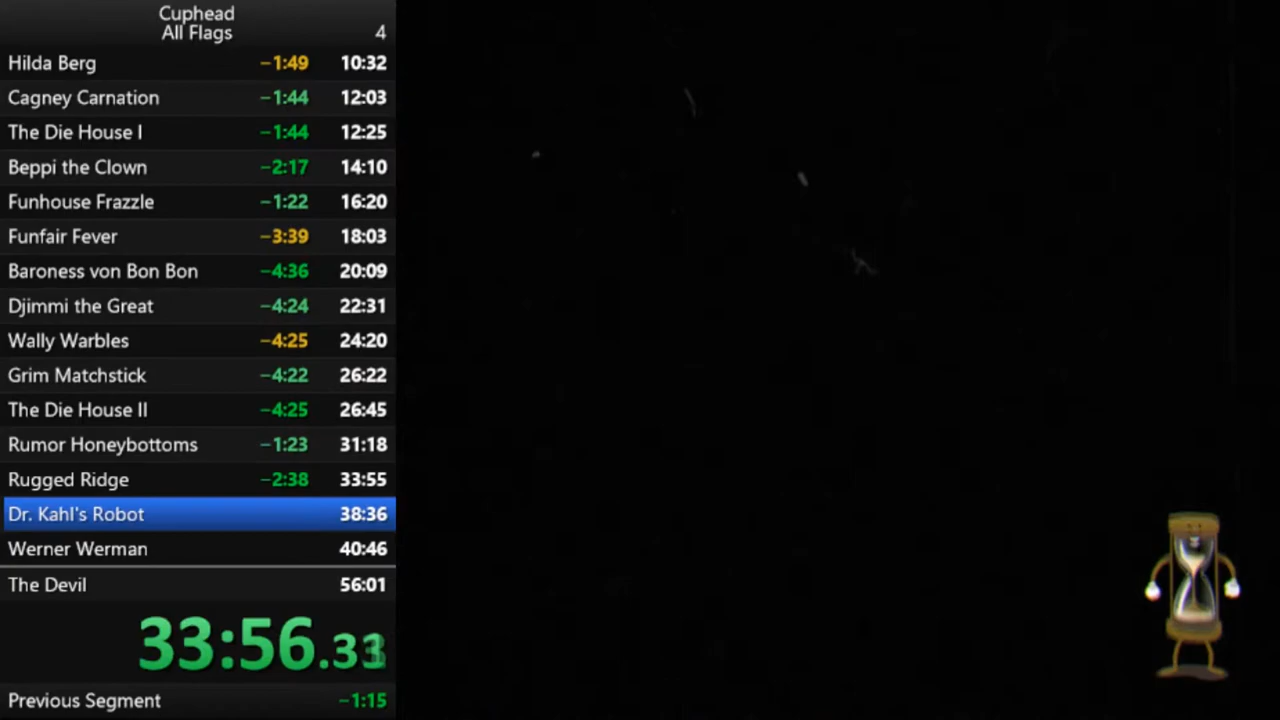 Cuphead
All Flags 4
Hilda Berg −1:49 10:32
Cagney Carnation −1:44 12:03
The Die House I −1:44 12:25
Beppi the Clown −2:17 14:10
Funhouse Frazzle −1:22 16:20
Funfair Fever −3:39 18:03
Baroness von Bon Bon −4:36 20:09
Djimmi the Great −4:24 22:31
Wally Warbles −4:25 24:20
Grim Matchstick −4:22 26:22
The Die House II −4:25 26:45
Rumor Honeybottoms −1:23 31:18
Rugged Ridge −2:38 33:55
Dr. Kahl's Robot 38:36
Werner Werman 40:46
The Devil 56:01
33:56.33
Previous Segment −1:15